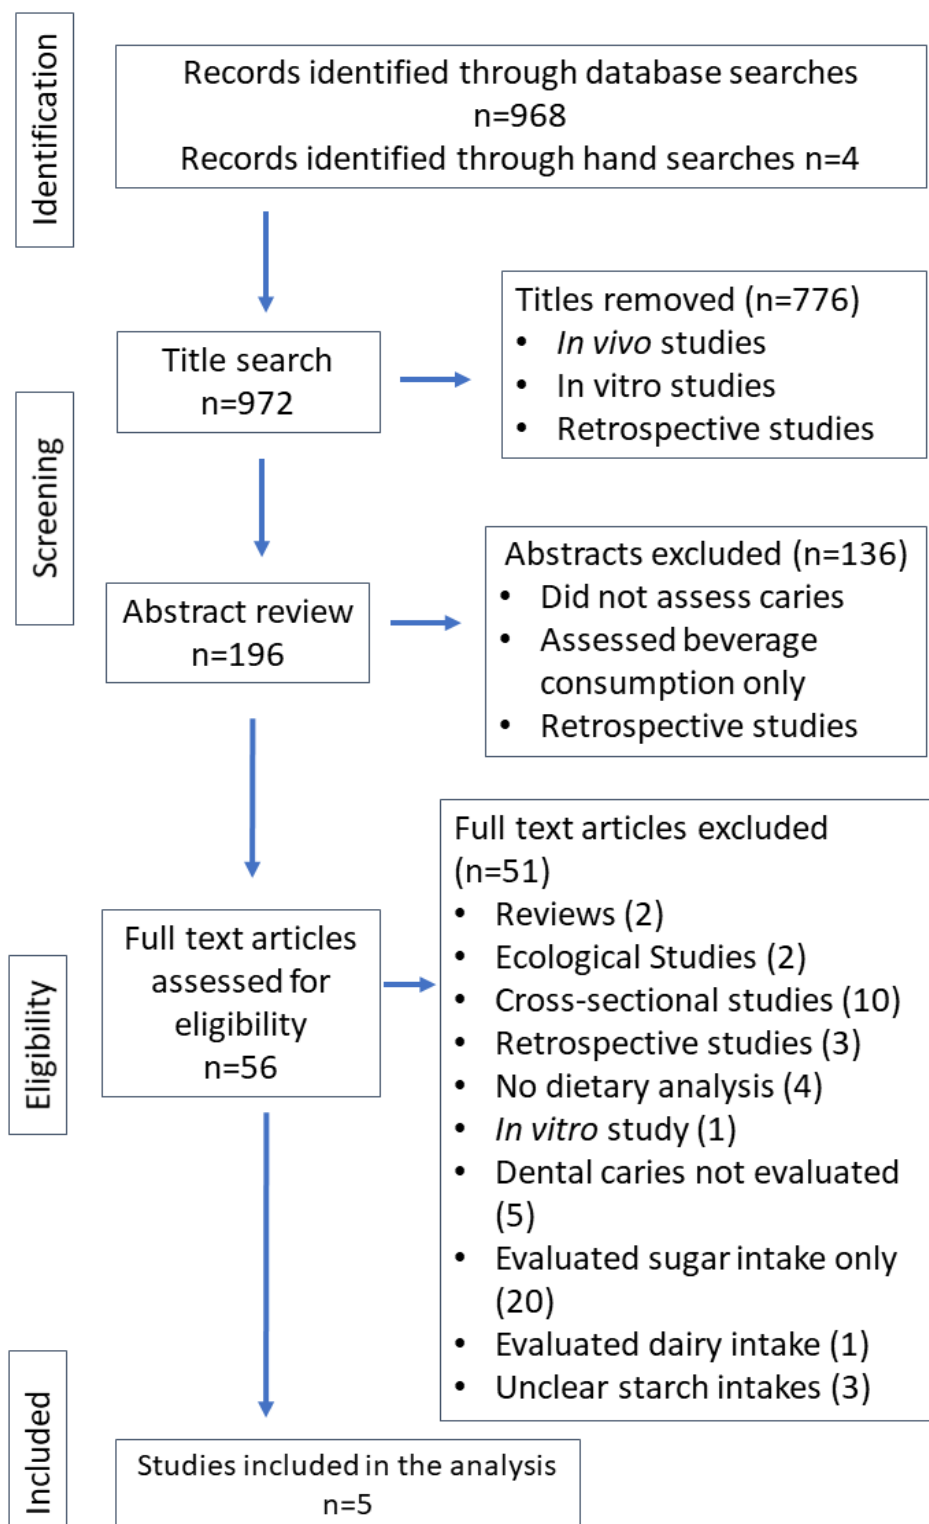 Identification
Records identified through database searches
n=968
Records identified through hand searches n=4
Screening
Title search
n=972
Titles removed (n=776)
• In vivo studies
• In vitro studies
• Retrospective studies
Abstract review
n=196
Abstracts excluded (n=136)
• Did not assess caries
• Assessed beverage
consumption only
• Retrospective studies
Eligibility
Full text articles
assessed for
eligibility
n=56
Full text articles excluded
(n=51)
• Reviews (2)
• Ecological Studies (2)
• Cross-sectional studies (10)
• Retrospective studies (3)
• No dietary analysis (4)
• In vitro study (1)
• Dental caries not evaluated
(5)
• Evaluated sugar intake only
(20)
• Evaluated dairy intake (1)
• Unclear starch intakes (3)
Included
Studies included in the analysis
n=5